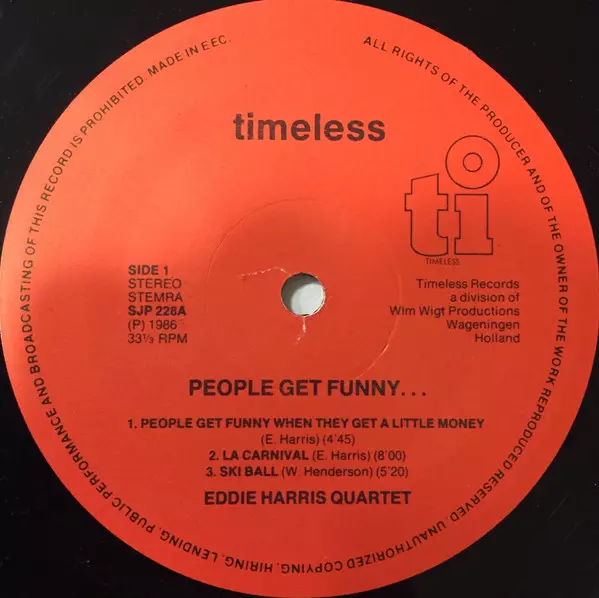 ALL RIGHTS OF THE PRODUCER AND OF THE OWNER OF THE WORK REPRODUCED RESERVED. UNAUTHORIZED COPYING, HIRING, LENDING, PUBLIC PERFORMANCE AND BROADCASTING OF THIS RECORD IS PROHIBITED. MADE IN EEC.
timeless
ti
TIMELESS
SIDE 1
STEREO
STEMRA
SJP 228A
(P) 1986
33⅓ RPM
Timeless Records
a division of
Wim Wigt Productions
Wageningen
Holland
PEOPLE GET FUNNY...
1. PEOPLE GET FUNNY WHEN THEY GET A LITTLE MONEY
(E. Harris) (4'45)
2. LA CARNIVAL (E. Harris) (8'00)
3. SKI BALL (W. Henderson) (5'20)
EDDIE HARRIS QUARTET